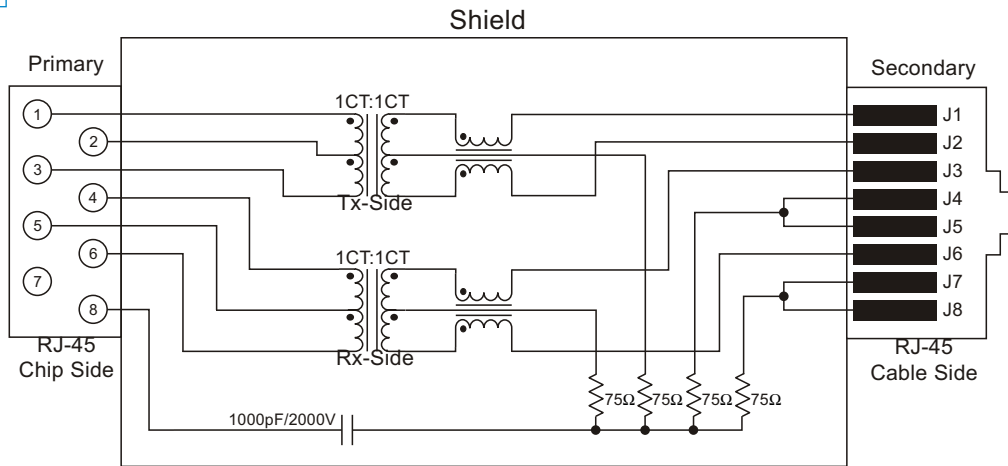 Shield
Primary
Secondary
1CT:1CT
1
2
3
4
5
6
7
8
Tx-Side
1CT:1CT
Rx-Side
J1
J2
J3
J4
J5
J6
J7
J8
RJ-45
Chip Side
RJ-45
Cable Side
75Ω
75Ω
75Ω
75Ω
1000pF/2000V